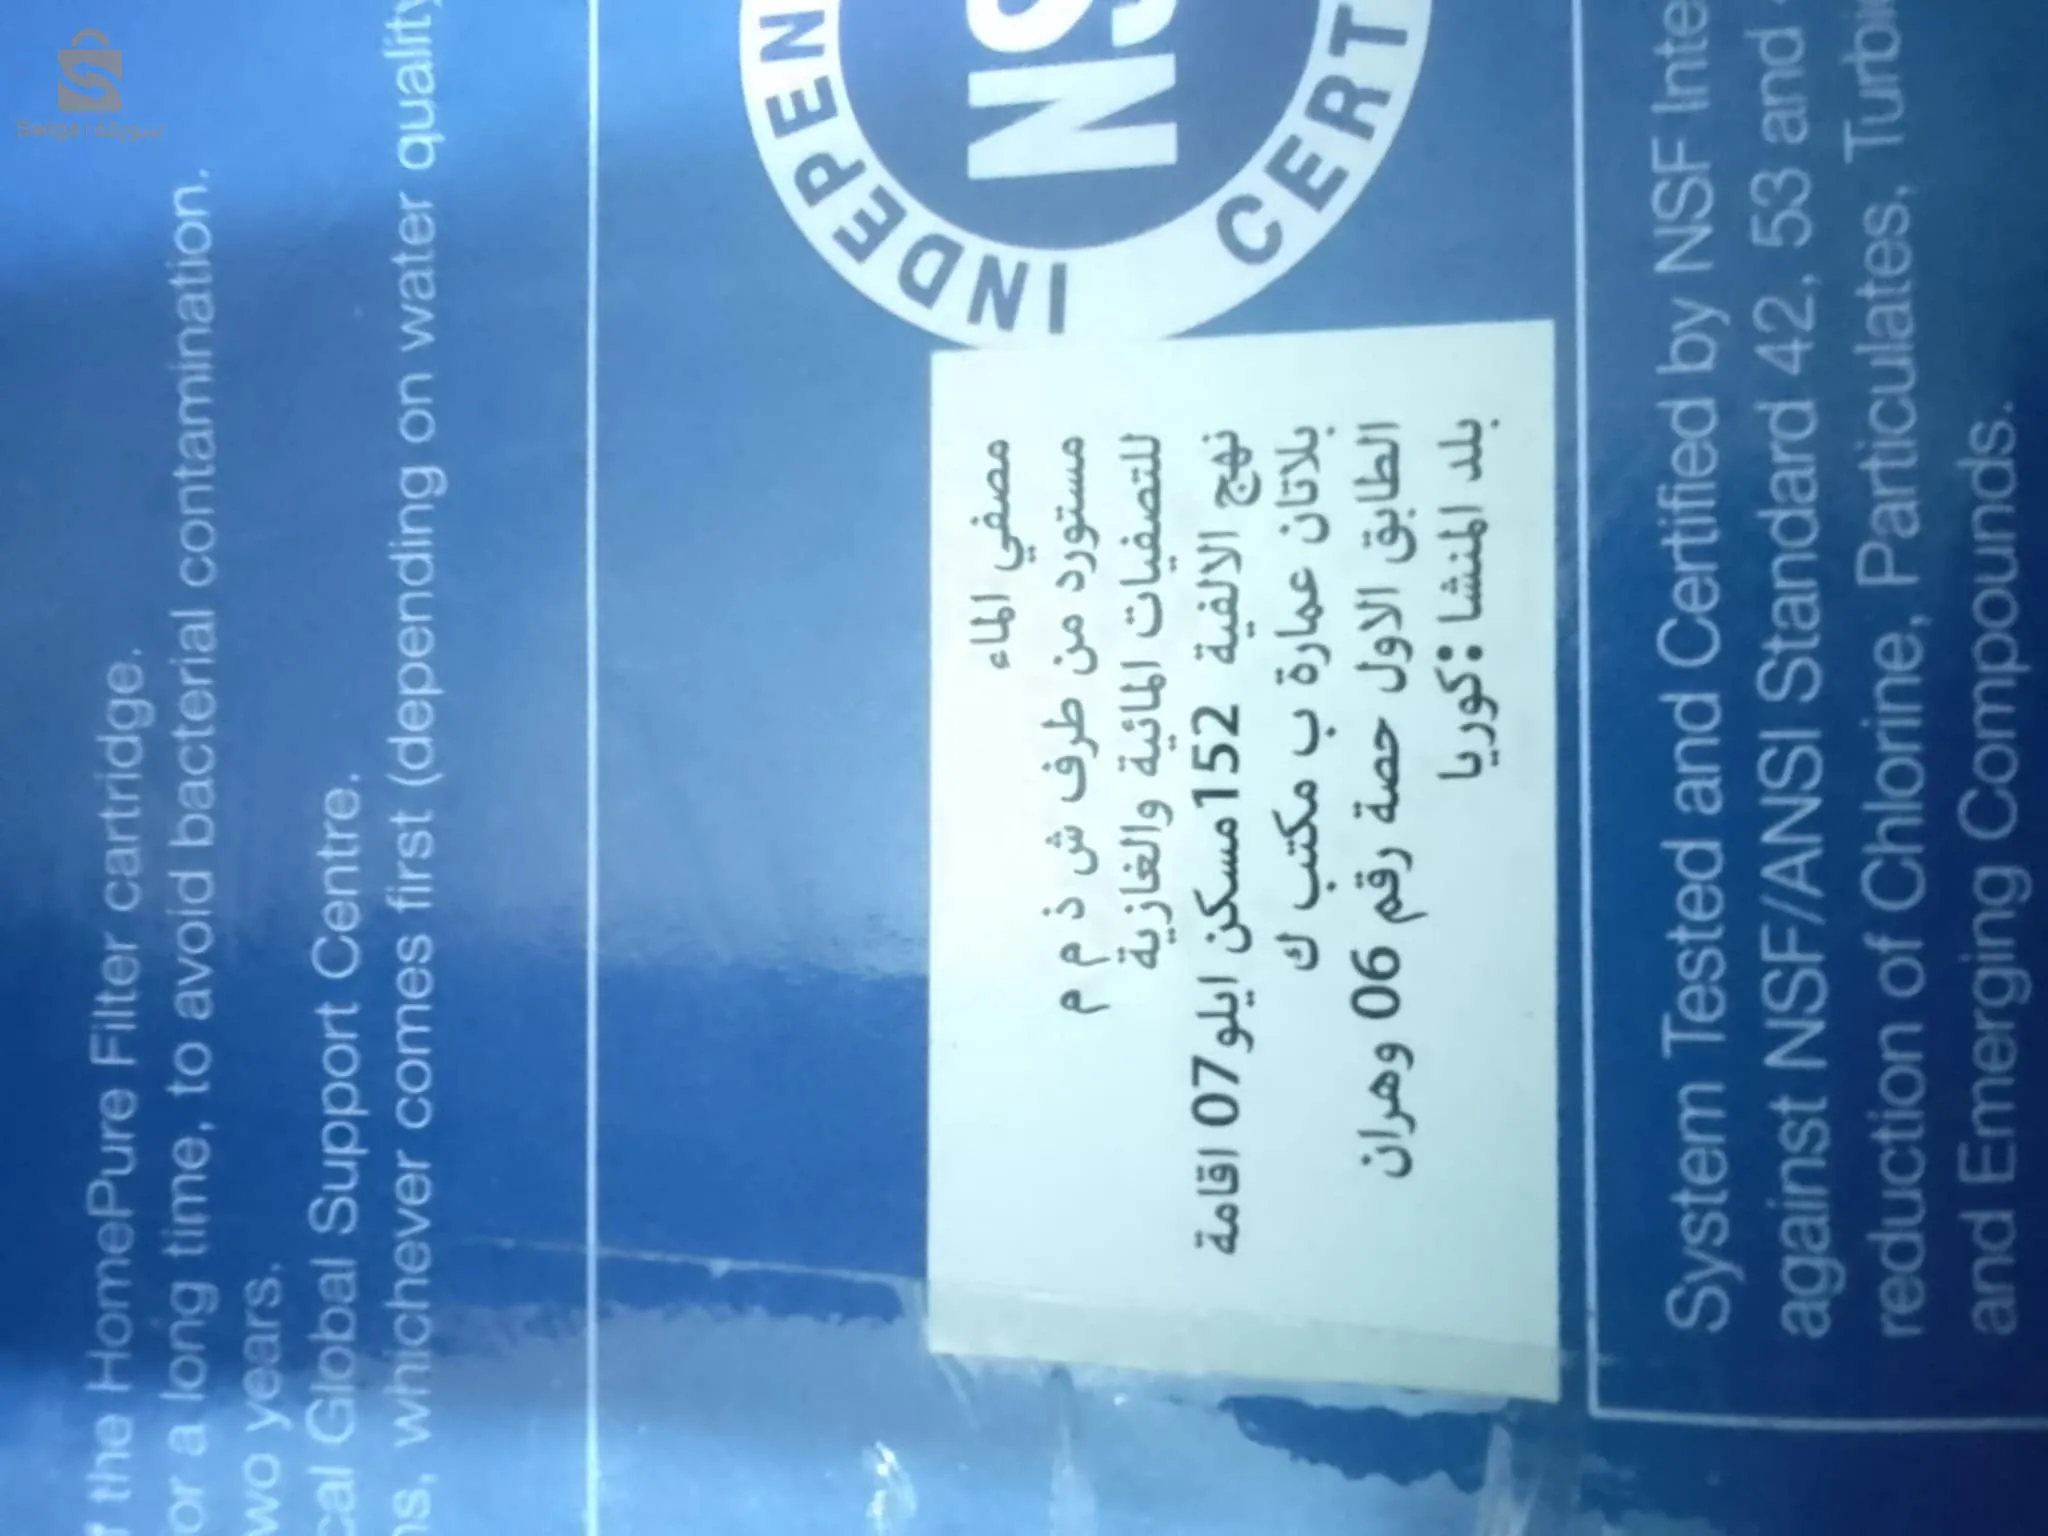 the HomePure Filter cartridge.
or a long time, to avoid bacterial contamination.
wo years.
cal Global Support Centre.
ns, whichever comes first (depending on water quality
INDEPEN
NS
CERT
مصفي الماء
مستورد من طرف ش ذ م م
للتصفيات المائية والغازية
نهج الالفية 152مسكن ايلو07 اقامة
بلاتان عمارة ب مكتب ك
الطابق الاول حصة رقم 06 وهران
بلد المنشا :كوريا
System Tested and Certified by NSF Inte
against NSF/ANSI Standard 42, 53 and
reduction of Chlorine, Particulates, Turbi
and Emerging Compounds.
Swiga | سويقة